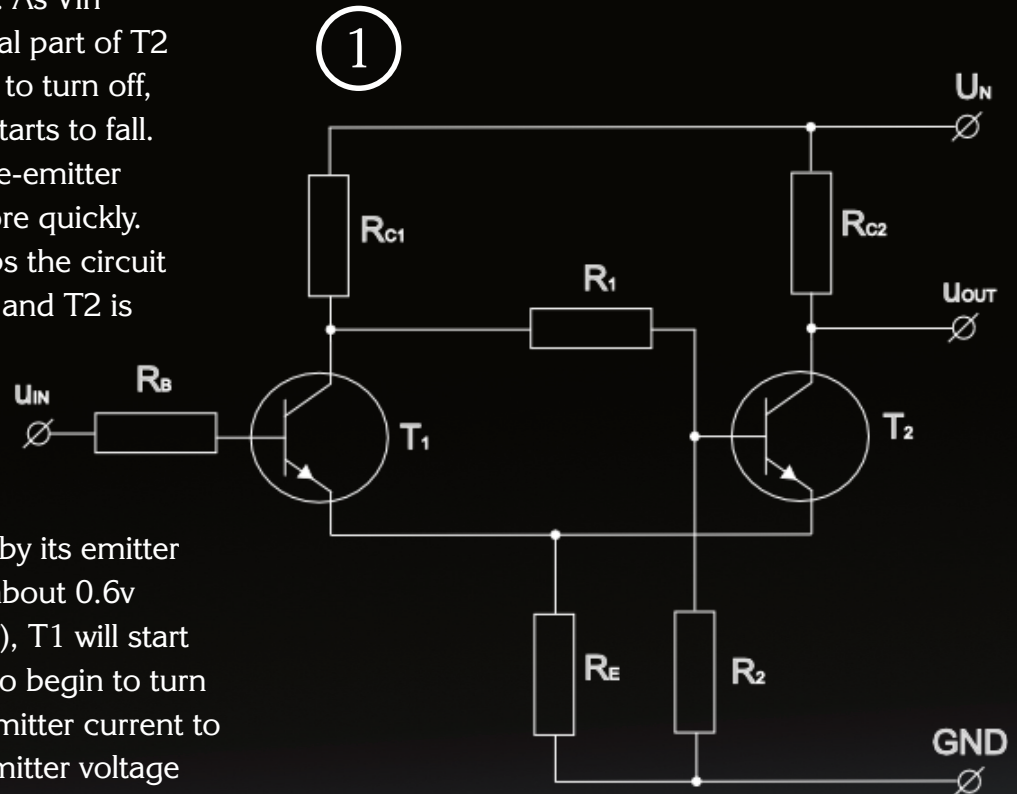 . As Vin
al part of T2
to turn off,
tarts to fall.
e-emitter
ore quickly.
os the circuit
and T2 is
by its emitter
about 0.6v
), T1 will start
o begin to turn
mitter current to
mitter voltage
1
UN
RC1
RC2
R1
uOUT
uIN
RB
T1
T2
RE
R2
GND